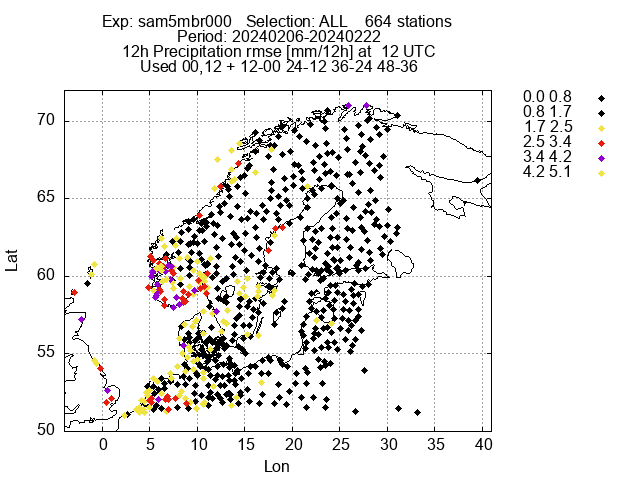 Exp: sam5mbr000 Selection: ALL 664 stations
Period: 20240206-20240222
12h Precipitation rmse [mm/12h] at 12 UTC
Used 00,12 + 12-00 24-12 36-24 48-36
0.0 0.8
0.8 1.7
1.7 2.5
2.5 3.4
3.4 4.2
4.2 5.1
70
65
60
55
50
Lat
0 5 10 15 20 25 30 35 40
Lon